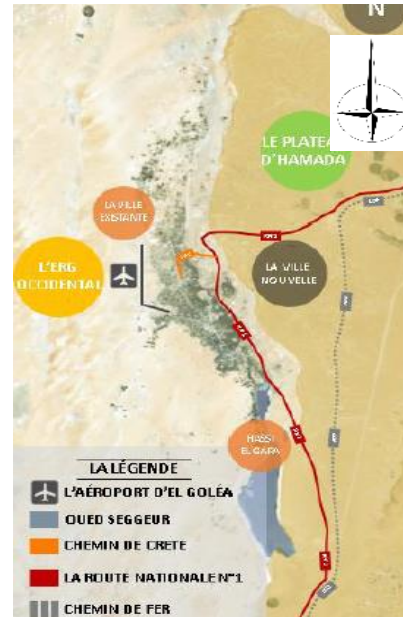 N
LE PLATEAU
D'HAMADA
LA VILLE
EXISTANTE
L'ERG
OCCIDENTAL
LA VILLE
NOUVELLE
HASSI
EL GARA
LA LÉGENDE
L'AÉROPORT D'EL GOLÉA
OUED SEGGEUR
CHEMIN DE CRETE
LA ROUTE NATIONALE N°1
CHEMIN DE FER